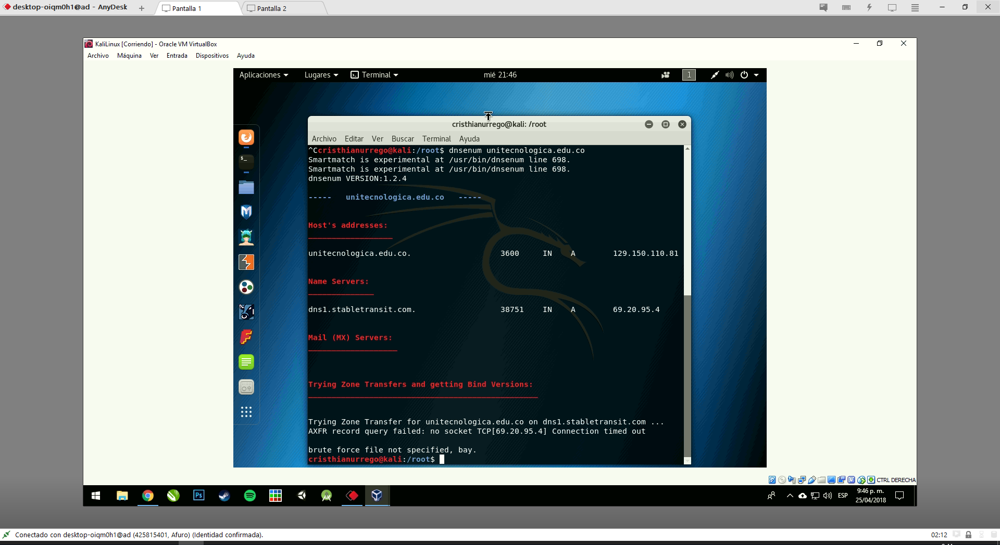 desktop-oiqm0h1@ad - AnyDesk
Pantalla 1
Pantalla 2
KaliLinux [Corriendo] - Oracle VM VirtualBox
Archivo Máquina Ver Entrada Dispositivos Ayuda
Aplicaciones Lugares Terminal mié 21:46 1
cristhianurrego@kali: /root
Archivo Editar Ver Buscar Terminal Ayuda
^Ccristhianurrego@kali:/root$ dnsenum unitecnologica.edu.co
Smartmatch is experimental at /usr/bin/dnsenum line 698.
Smartmatch is experimental at /usr/bin/dnsenum line 698.
dnsenum VERSION:1.2.4
----- unitecnologica.edu.co -----
Host's addresses:
__________________
unitecnologica.edu.co. 3600 IN A 129.150.110.81
Name Servers:
______________
dns1.stabletransit.com. 38751 IN A 69.20.95.4
Mail (MX) Servers:
___________________
Trying Zone Transfers and getting Bind Versions:
_________________________________________________
Trying Zone Transfer for unitecnologica.edu.co on dns1.stabletransit.com ...
AXFR record query failed: no socket TCP[69.20.95.4] Connection timed out
brute force file not specified, bay.
cristhianurrego@kali:/root$
CTRL DERECHA
Ps
ESP
9:46 p. m.
25/04/2018
Conectado con desktop-oiqm0h1@ad (425815401, Afuro) (Identidad confirmada).
02:12